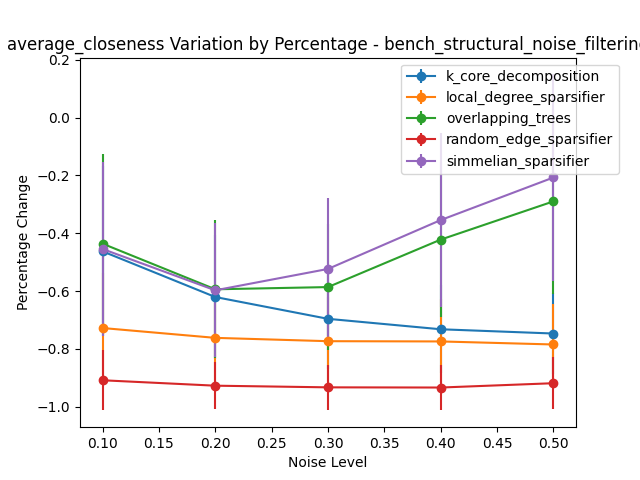 average_closeness Variation by Percentage - bench_structural_noise_filtering
k_core_decomposition
local_degree_sparsifier
overlapping_trees
random_edge_sparsifier
simmelian_sparsifier
Percentage Change
0.2
0.0
−0.2
−0.4
−0.6
−0.8
−1.0
0.10 0.15 0.20 0.25 0.30 0.35 0.40 0.45 0.50
Noise Level